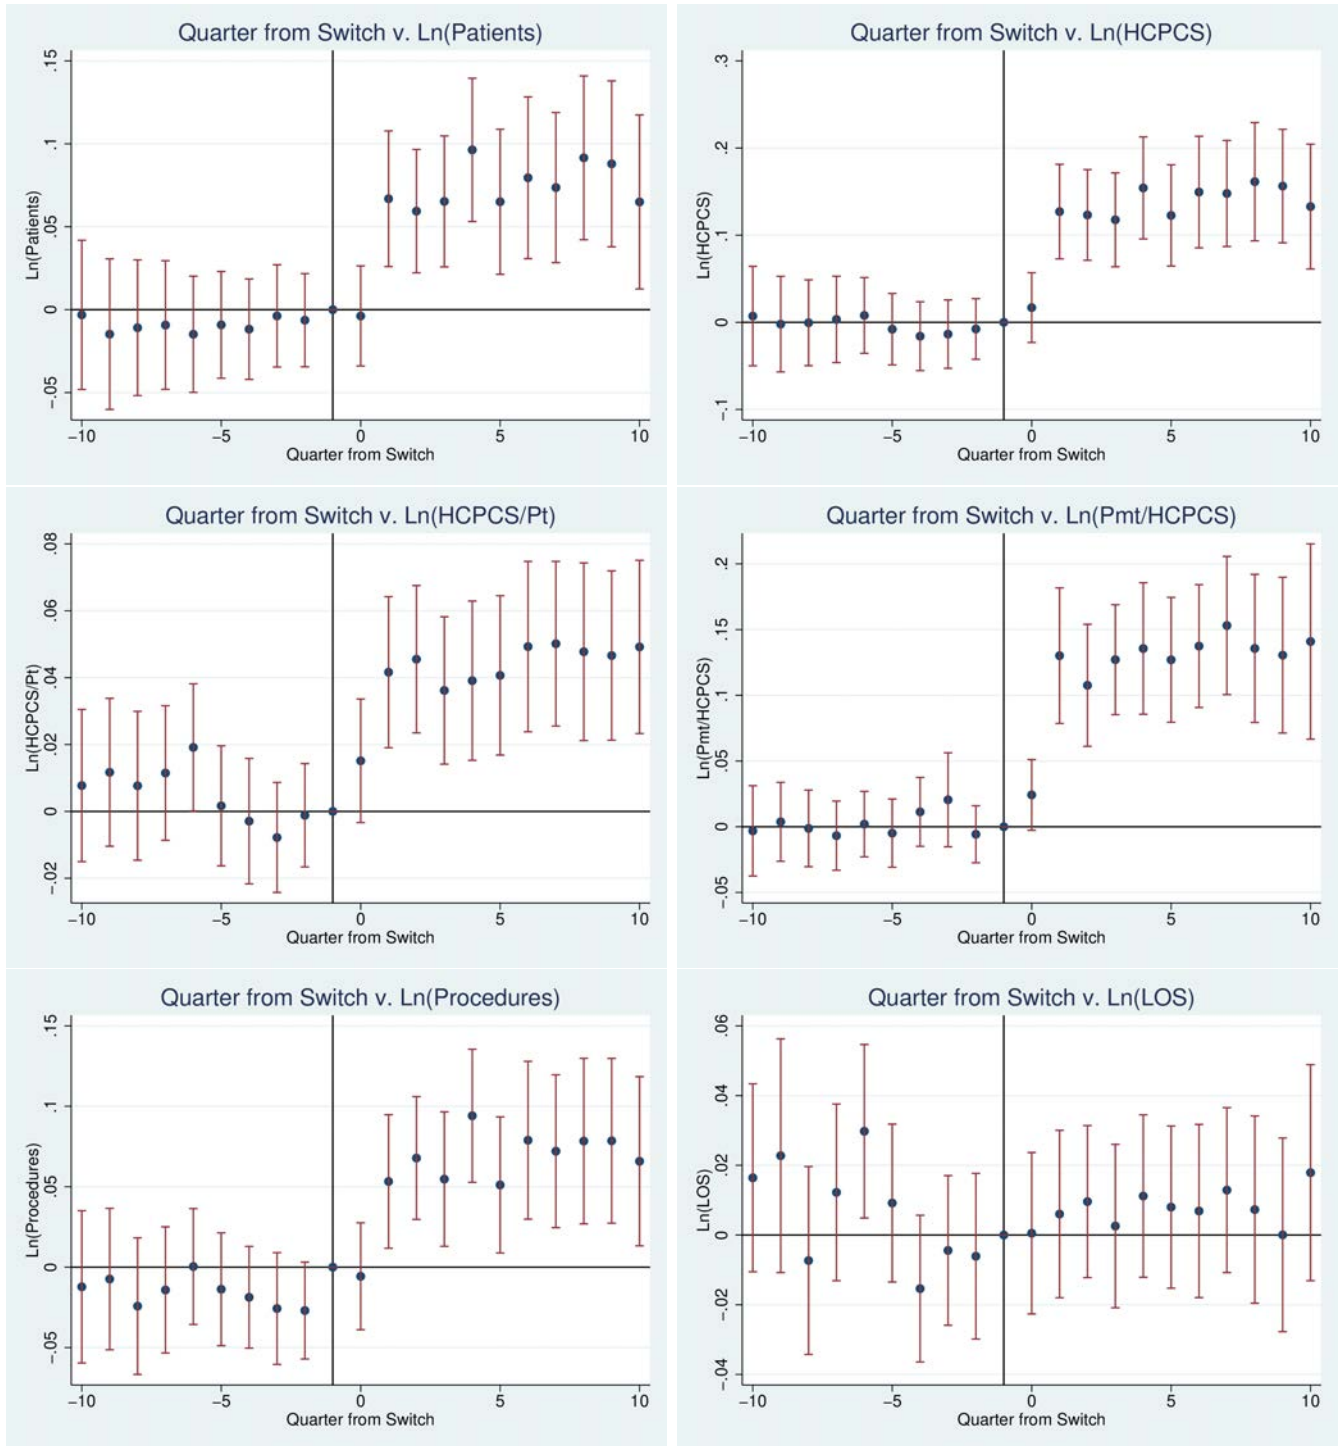 Quarter from Switch v. Ln(Patients)
Ln(Patients)
.15
.1
.05
0
−.05
−10 −5 0 5 10
Quarter from Switch
Quarter from Switch v. Ln(HCPCS)
Ln(HCPCS)
.3
.2
.1
0
−.1
−10 −5 0 5 10
Quarter from Switch
Quarter from Switch v. Ln(HCPCS/Pt)
Ln(HCPCS/Pt)
.08
.06
.04
.02
0
−.02
−10 −5 0 5 10
Quarter from Switch
Quarter from Switch v. Ln(Pmt/HCPCS)
Ln(Pmt/HCPCS)
.2
.15
.1
.05
0
−.05
−10 −5 0 5 10
Quarter from Switch
Quarter from Switch v. Ln(Procedures)
Ln(Procedures)
.15
.1
.05
0
−.05
−10 −5 0 5 10
Quarter from Switch
Quarter from Switch v. Ln(LOS)
Ln(LOS)
.06
.04
.02
0
−.02
−.04
−10 −5 0 5 10
Quarter from Switch